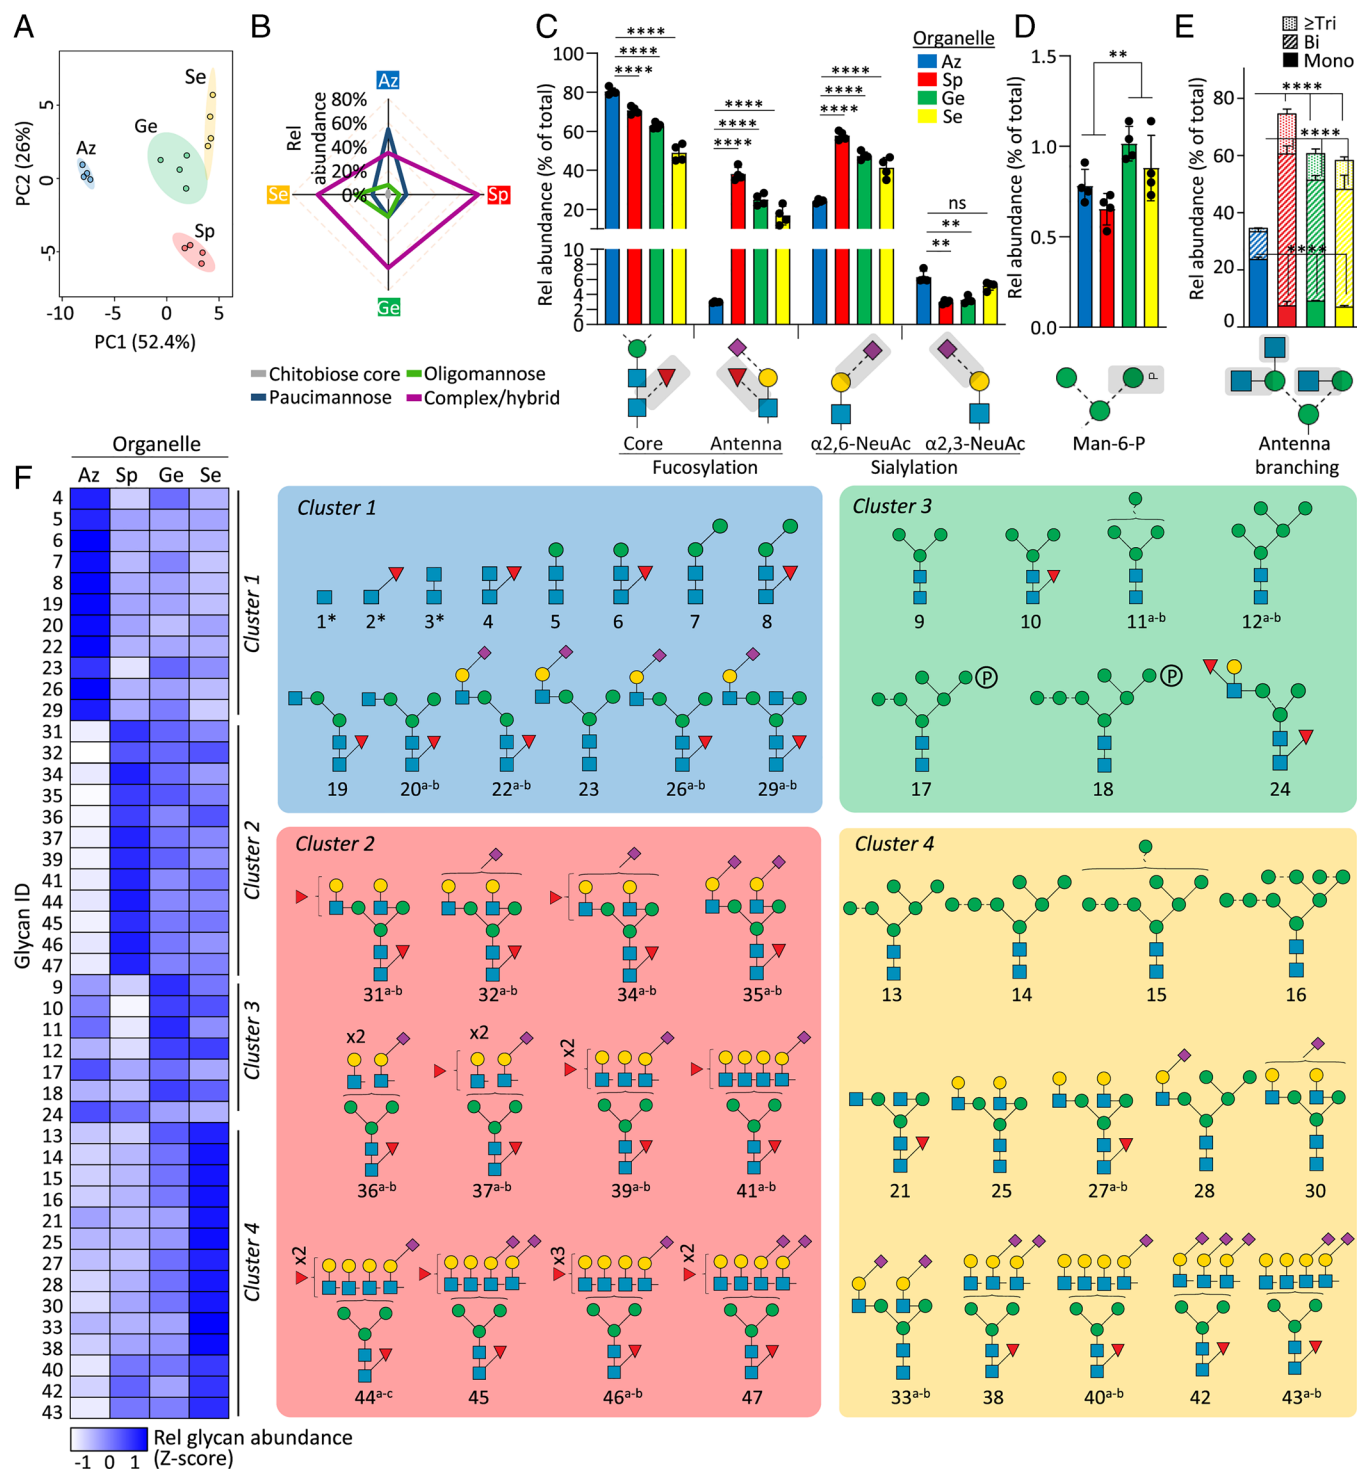 A
PC2 (26%)
5
0
-5
-10
-5
0
5
PC1 (52.4%)
Az
Ge
Se
Sp
B
Rel
abundance
80%
60%
40%
20%
0%
Az
Se
Sp
Ge
Chitobiose core
Oligomannose
Paucimannose
Complex/hybrid
C
Rel abundance (% of total)
100
80
60
40
20
10
8
6
4
2
0
****
****
****
****
****
****
****
****
****
ns
**
**
Organelle
Az
Sp
Ge
Se
Core
Antenna
α2,6-NeuAc
α2,3-NeuAc
Fucosylation
Sialylation
D
Rel abundance (% of total)
1.5
1.0
0.5
0.0
**
P
Man-6-P
E
≥Tri
Bi
Mono
Rel abundance (% of total)
80
60
40
20
0
****
****
****
Antenna
branching
F
Organelle
Az Sp Ge Se
Glycan ID
4
5
6
7
8
19
20
22
23
26
29
31
32
34
35
36
37
39
41
44
45
46
47
9
10
11
12
17
18
24
13
14
15
16
21
25
27
28
30
33
38
40
42
43
Cluster 1
Cluster 2
Cluster 3
Cluster 4
Rel glycan abundance
(Z-score)
-1 0 1
Cluster 1
1* 2* 3* 4 5 6 7 8
19 20a-b 22a-b 23 26a-b 29a-b
Cluster 3
9 10 11a-b 12a-b
P P
17 18 24
Cluster 2
31a-b 32a-b 34a-b 35a-b
x2 x2 x2
36a-b 37a-b 39a-b 41a-b
x2 x3 x2
44a-c 45 46a-b 47
Cluster 4
13 14 15 16
21 25 27a-b 28 30
33a-b 38 40a-b 42 43a-b